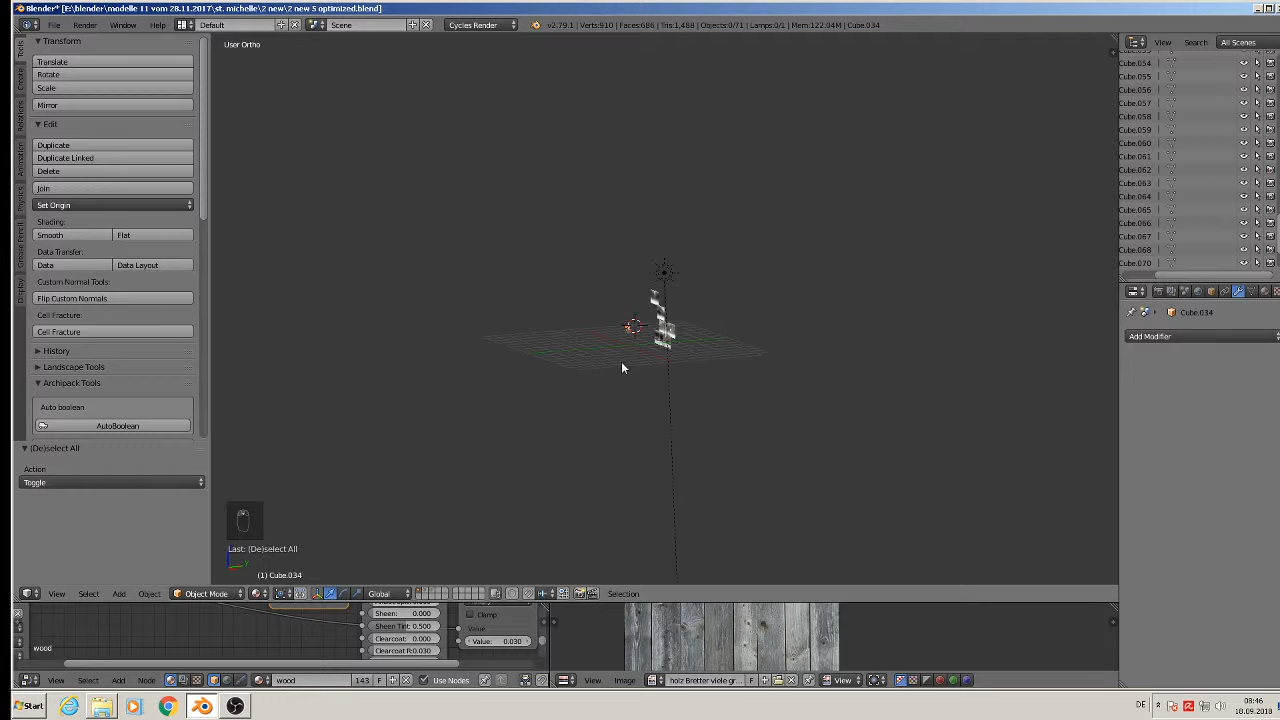 Blender* [E:\blender\modelle 11 vom 28.11.2017\st. michelle\2 new\2 new 5 optimized.blend]
File Render Window Help Default Scene Cycles Render v2.79.1 | Verts:910 | Faces:686 | Tris:1,488 | Objects:0/71 | Lamps:0/1 | Mem:122.04M | Cube.034
Transform
Translate
Rotate
Scale
Mirror
Edit
Duplicate
Duplicate Linked
Delete
Join
Set Origin
Shading:
Smooth Flat
Data Transfer:
Data Data Layout
Custom Normal Tools:
Flip Custom Normals
Cell Fracture:
Cell Fracture
History
Landscape Tools
Archipack Tools
Auto boolean
AutoBoolean
(De)select All
Action
Toggle
Tools
Create
Relations
Animation
Physics
Grease Pencil
Display
User Ortho
Last: (De)select All
(1) Cube.034
View Select Add Object Object Mode Global Selection
View Search All Scenes
Cube.054
Cube.055
Cube.056
Cube.057
Cube.058
Cube.059
Cube.060
Cube.061
Cube.062
Cube.063
Cube.064
Cube.065
Cube.066
Cube.067
Cube.068
Cube.070
Cube.034
Add Modifier
Sheen: 0.000
Sheen Tint: 0.500
Clearcoat: 0.000
Clearcoat R:0.030
Clamp
Value
Value: 0.030
wood
View Select Add Node wood 143 F Use Nodes
View Image holz Bretter viele gr... F View
Start
DE 08:46
18.09.2018